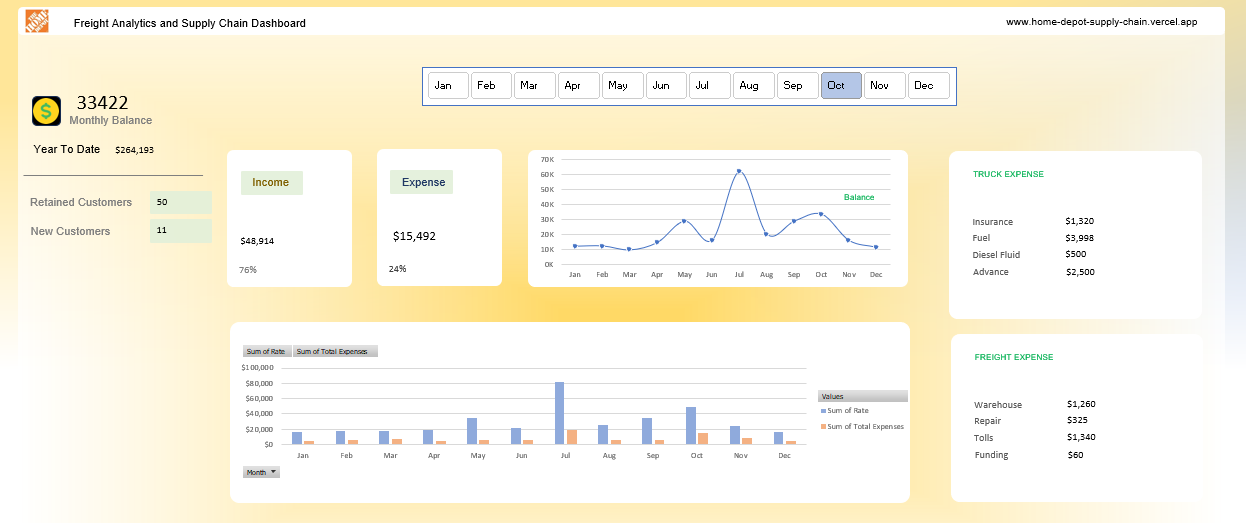 THE HOME DEPOT
Freight Analytics and Supply Chain Dashboard
www.home-depot-supply-chain.vercel.app
Jan Feb Mar Apr May Jun Jul Aug Sep Oct Nov Dec
$
33422
Monthly Balance
Year To Date $264,193
Retained Customers 50
New Customers 11
Income
$48,914
76%
Expense
$15,492
24%
70K
60K
50K
40K
30K
20K
10K
0K
Balance
Jan Feb Mar Apr May Jun Jul Aug Sep Oct Nov Dec
TRUCK EXPENSE
Insurance $1,320
Fuel $3,998
Diesel Fluid $500
Advance $2,500
Sum of Rate Sum of Total Expenses
$100,000
$80,000
$60,000
$40,000
$20,000
$0
Jan Feb Mar Apr May Jun Jul Aug Sep Oct Nov Dec
Values
Sum of Rate
Sum of Total Expenses
Month
FREIGHT EXPENSE
Warehouse $1,260
Repair $325
Tolls $1,340
Funding $60